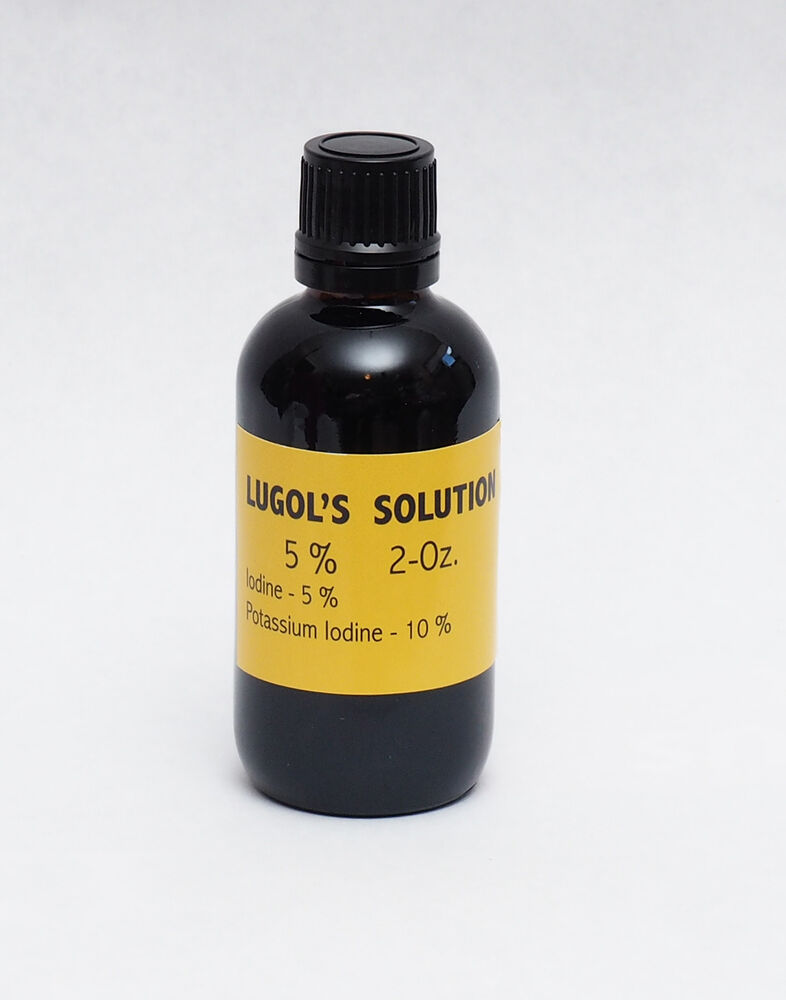 LUGOL'S SOLUTION
5 % 2-Oz.
Iodine - 5 %
Potassium Iodine - 10 %